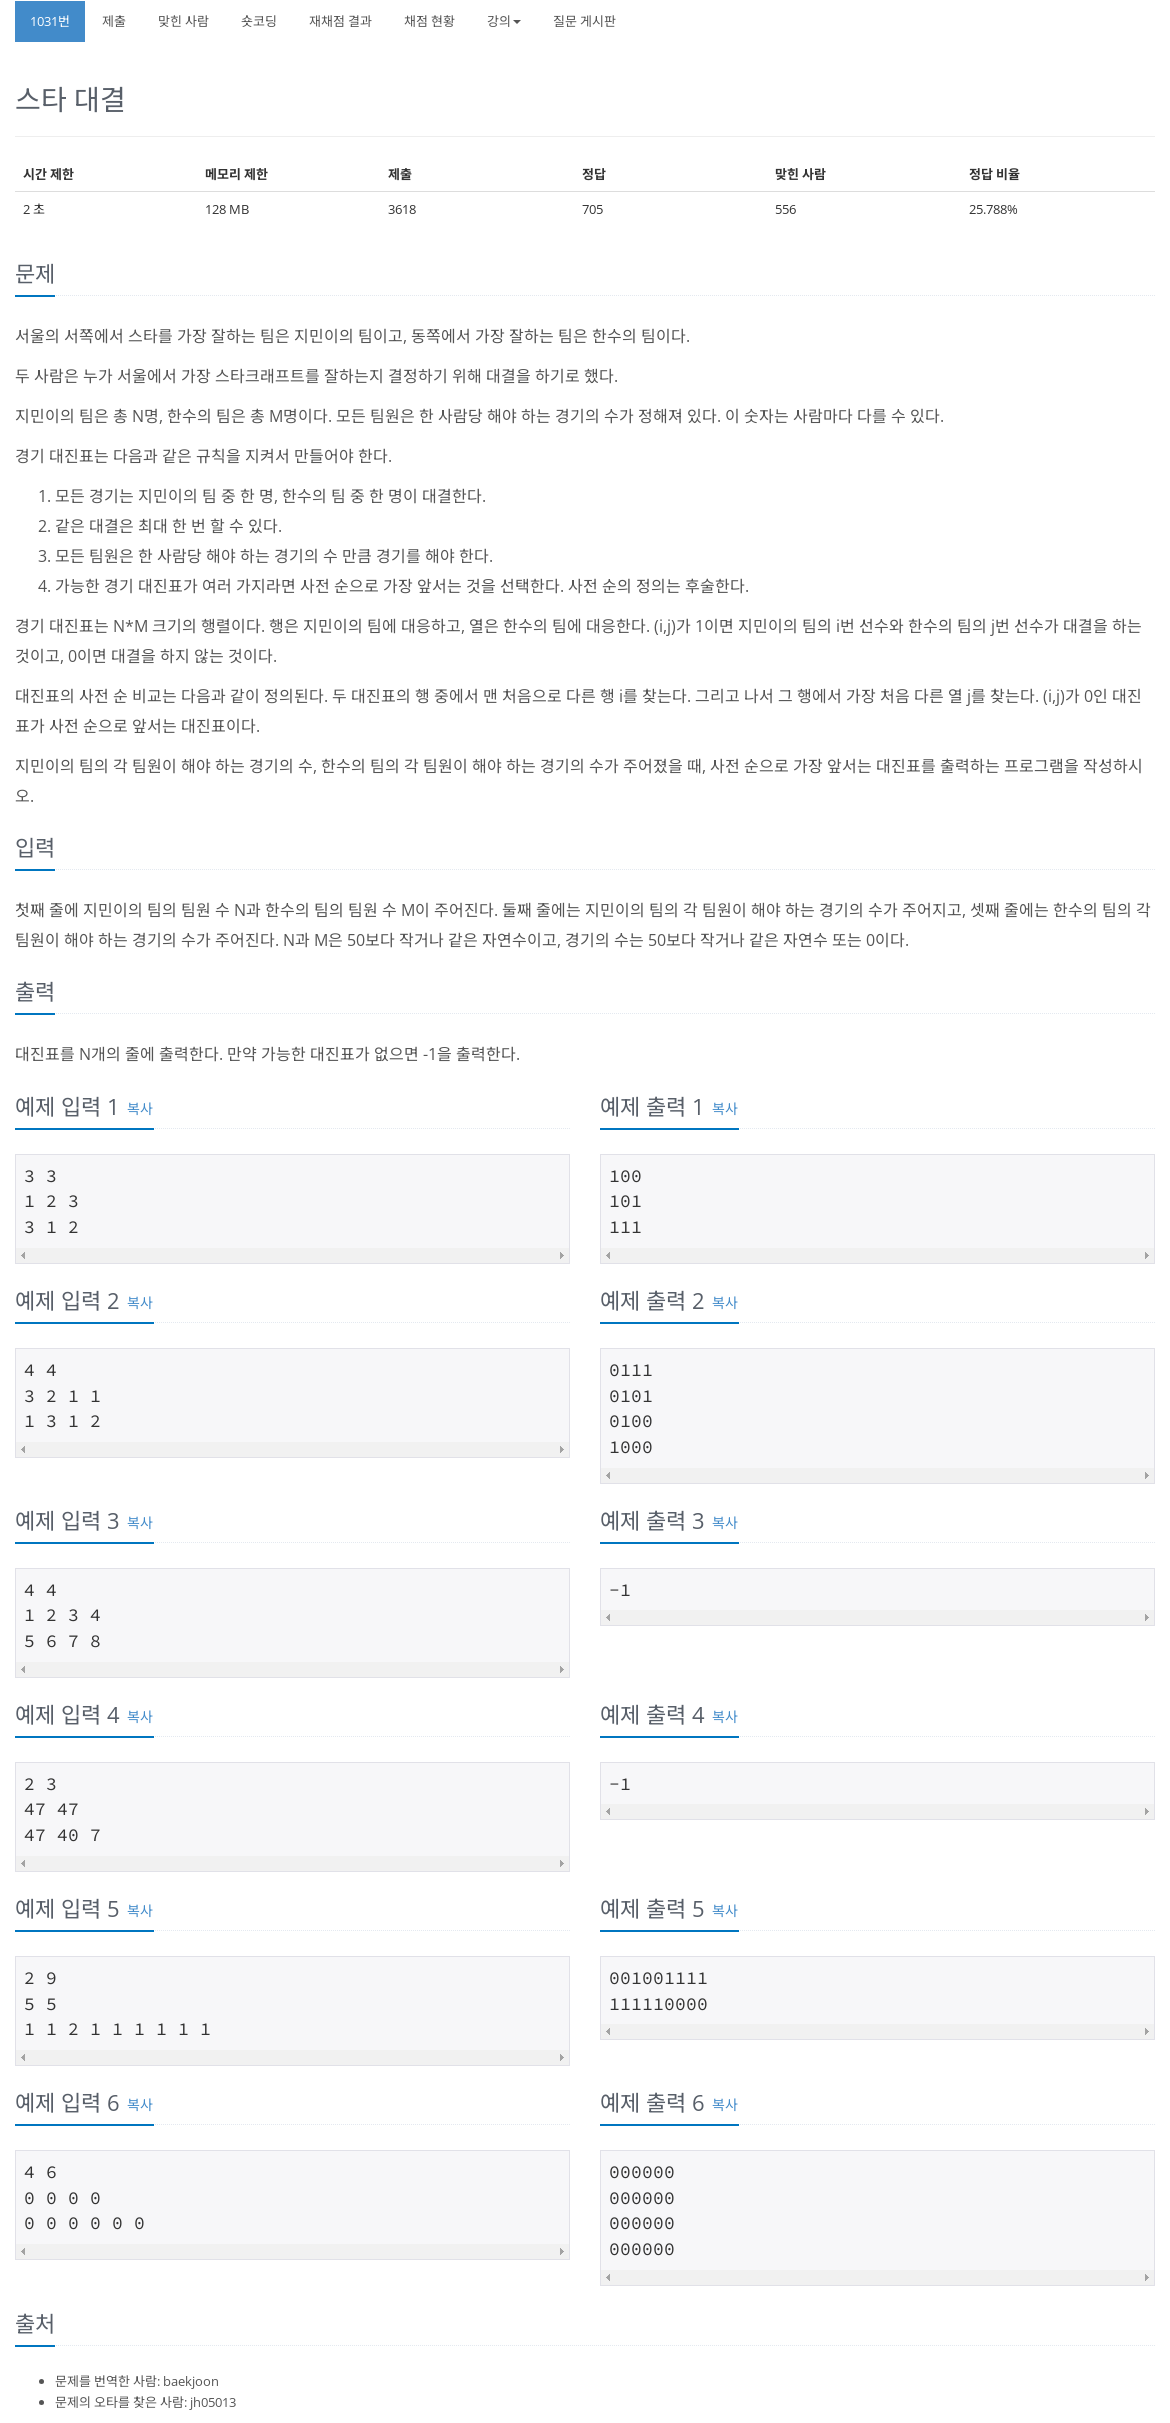 1031번 제출 맞힌 사람 숏코딩 재채점 결과 채점 현황 강의 질문 게시판
스타 대결
시간 제한 메모리 제한 제출 정답 맞힌 사람 정답 비율
2 초 128 MB 3618 705 556 25.788%
문제
서울의 서쪽에서 스타를 가장 잘하는 팀은 지민이의 팀이고, 동쪽에서 가장 잘하는 팀은 한수의 팀이다.
두 사람은 누가 서울에서 가장 스타크래프트를 잘하는지 결정하기 위해 대결을 하기로 했다.
지민이의 팀은 총 N명, 한수의 팀은 총 M명이다. 모든 팀원은 한 사람당 해야 하는 경기의 수가 정해져 있다. 이 숫자는 사람마다 다를 수 있다.
경기 대진표는 다음과 같은 규칙을 지켜서 만들어야 한다.
1. 모든 경기는 지민이의 팀 중 한 명, 한수의 팀 중 한 명이 대결한다.
2. 같은 대결은 최대 한 번 할 수 있다.
3. 모든 팀원은 한 사람당 해야 하는 경기의 수 만큼 경기를 해야 한다.
4. 가능한 경기 대진표가 여러 가지라면 사전 순으로 가장 앞서는 것을 선택한다. 사전 순의 정의는 후술한다.
경기 대진표는 N*M 크기의 행렬이다. 행은 지민이의 팀에 대응하고, 열은 한수의 팀에 대응한다. (i,j)가 1이면 지민이의 팀의 i번 선수와 한수의 팀의 j번 선수가 대결을 하는
것이고, 0이면 대결을 하지 않는 것이다.
대진표의 사전 순 비교는 다음과 같이 정의된다. 두 대진표의 행 중에서 맨 처음으로 다른 행 i를 찾는다. 그리고 나서 그 행에서 가장 처음 다른 열 j를 찾는다. (i,j)가 0인 대진
표가 사전 순으로 앞서는 대진표이다.
지민이의 팀의 각 팀원이 해야 하는 경기의 수, 한수의 팀의 각 팀원이 해야 하는 경기의 수가 주어졌을 때, 사전 순으로 가장 앞서는 대진표를 출력하는 프로그램을 작성하시
오.
입력
첫째 줄에 지민이의 팀의 팀원 수 N과 한수의 팀의 팀원 수 M이 주어진다. 둘째 줄에는 지민이의 팀의 각 팀원이 해야 하는 경기의 수가 주어지고, 셋째 줄에는 한수의 팀의 각
팀원이 해야 하는 경기의 수가 주어진다. N과 M은 50보다 작거나 같은 자연수이고, 경기의 수는 50보다 작거나 같은 자연수 또는 0이다.
출력
대진표를 N개의 줄에 출력한다. 만약 가능한 대진표가 없으면 -1을 출력한다.
예제 입력 1 복사
3 3
1 2 3
3 1 2
예제 출력 1 복사
100
101
111
예제 입력 2 복사
4 4
3 2 1 1
1 3 1 2
예제 출력 2 복사
0111
0101
0100
1000
예제 입력 3 복사
4 4
1 2 3 4
5 6 7 8
예제 출력 3 복사
-1
예제 입력 4 복사
2 3
47 47
47 40 7
예제 출력 4 복사
-1
예제 입력 5 복사
2 9
5 5
1 1 2 1 1 1 1 1 1
예제 출력 5 복사
001001111
111110000
예제 입력 6 복사
4 6
0 0 0 0
0 0 0 0 0 0
예제 출력 6 복사
000000
000000
000000
000000
출처
문제를 번역한 사람: baekjoon
문제의 오타를 찾은 사람: jh05013